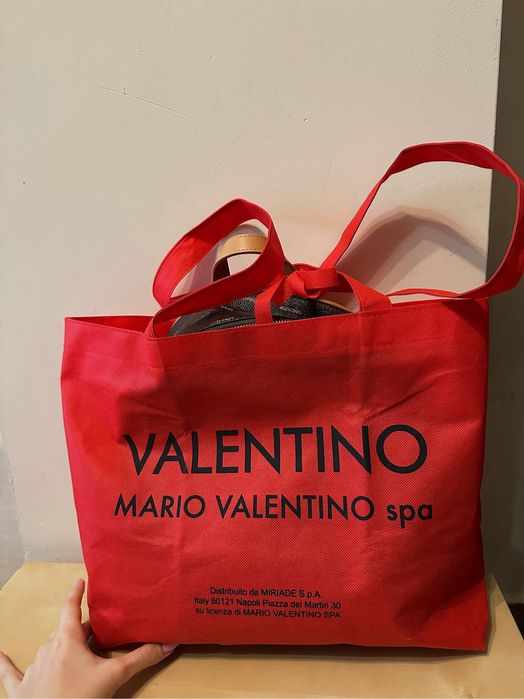 VALENTINO
MARIO VALENTINO spa
Distribuito da MIRIADE S.p.A.
Italy 80121 Napoli Piazza dei Martiri 30
su licenza di MARIO VALENTINO SPA